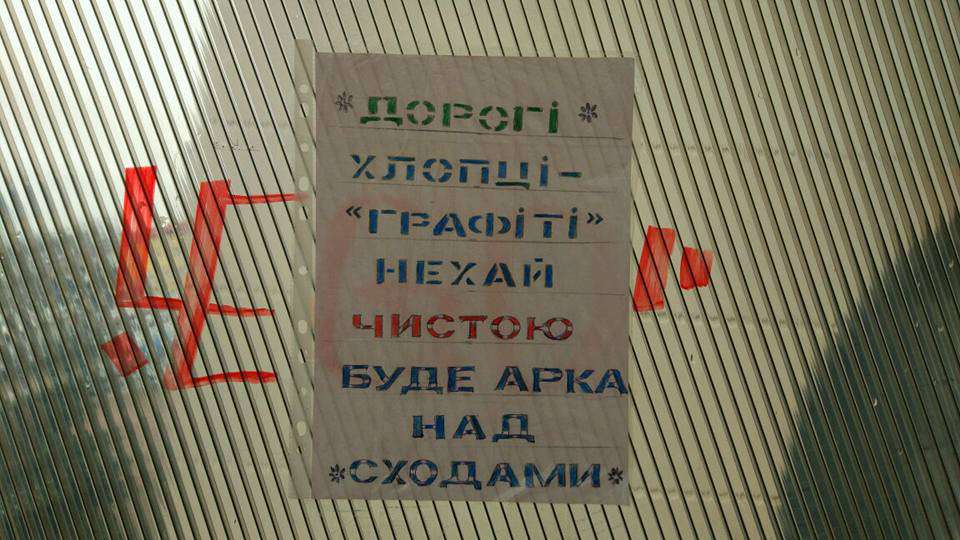 *ДОРОГІ*
ХЛОПЦІ-
"ГРАФІТІ"
НЕХАЙ
ЧИСТОЮ
БУДЕ АРКА
НАД
*СХОДАМИ*